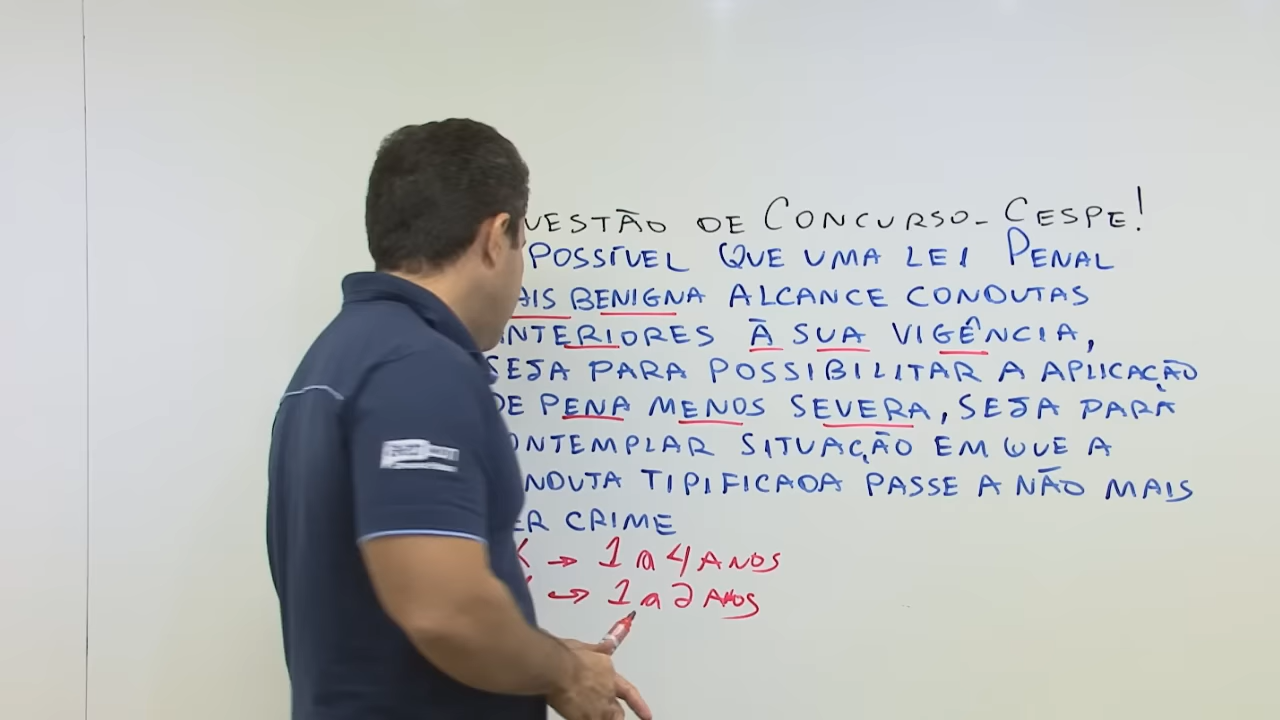 UESTÃO DE CONCURSO - CESPE!
POSSÍVEL QUE UMA LEI PENAL
AIS BENIGNA ALCANCE CONDUTAS
NTERIORES À SUA VIGÊNCIA,
SEJA PARA POSSIBILITAR A APLICAÇÃO
DE PENA MENOS SEVERA, SEJA PARA
ONTEMPLAR SITUAÇÃO EM QUE A
NDUTA TIPIFICADA PASSE A NÃO MAIS
ER CRIME
→ 1 a 4 ANOS
→ 1 a 2 ANOS